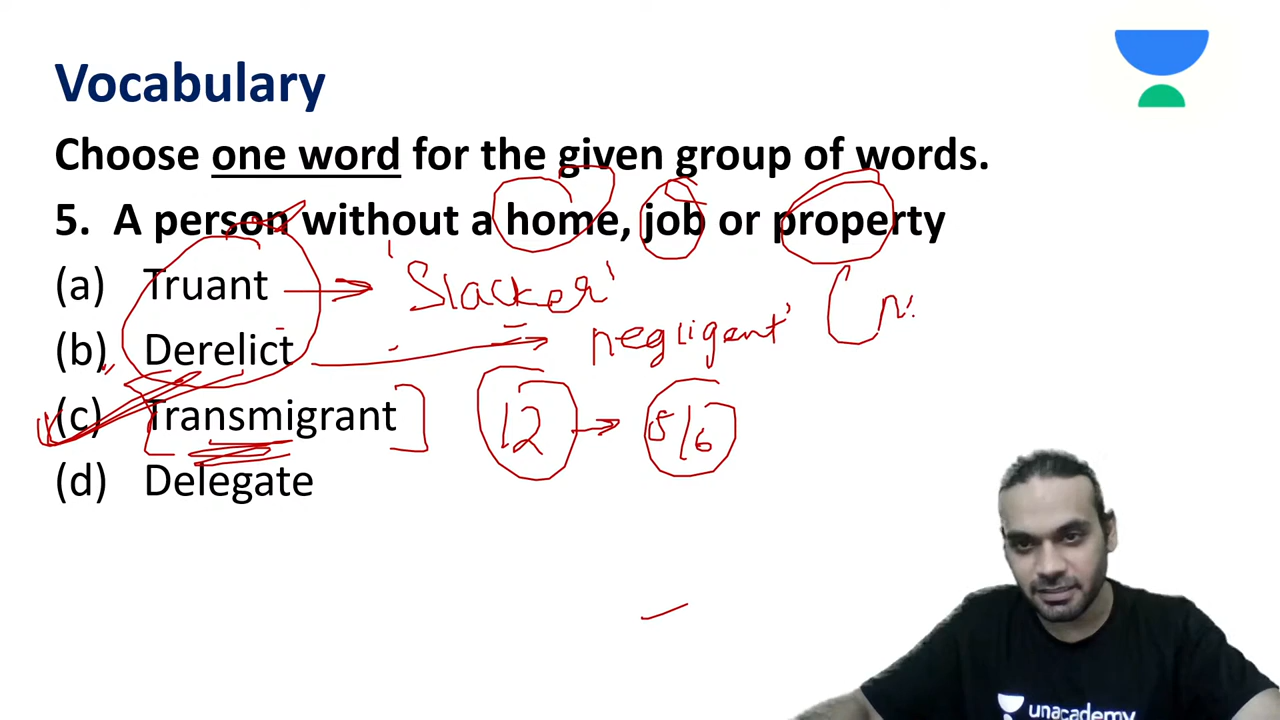 Vocabulary
Choose one word for the given group of words.
5. A person without a home, job or property
(a) Truant → 'Slacker'
(b) Derelict → negligent'
(c) Transmigrant 12 → 5/6
(d) Delegate
unacademy